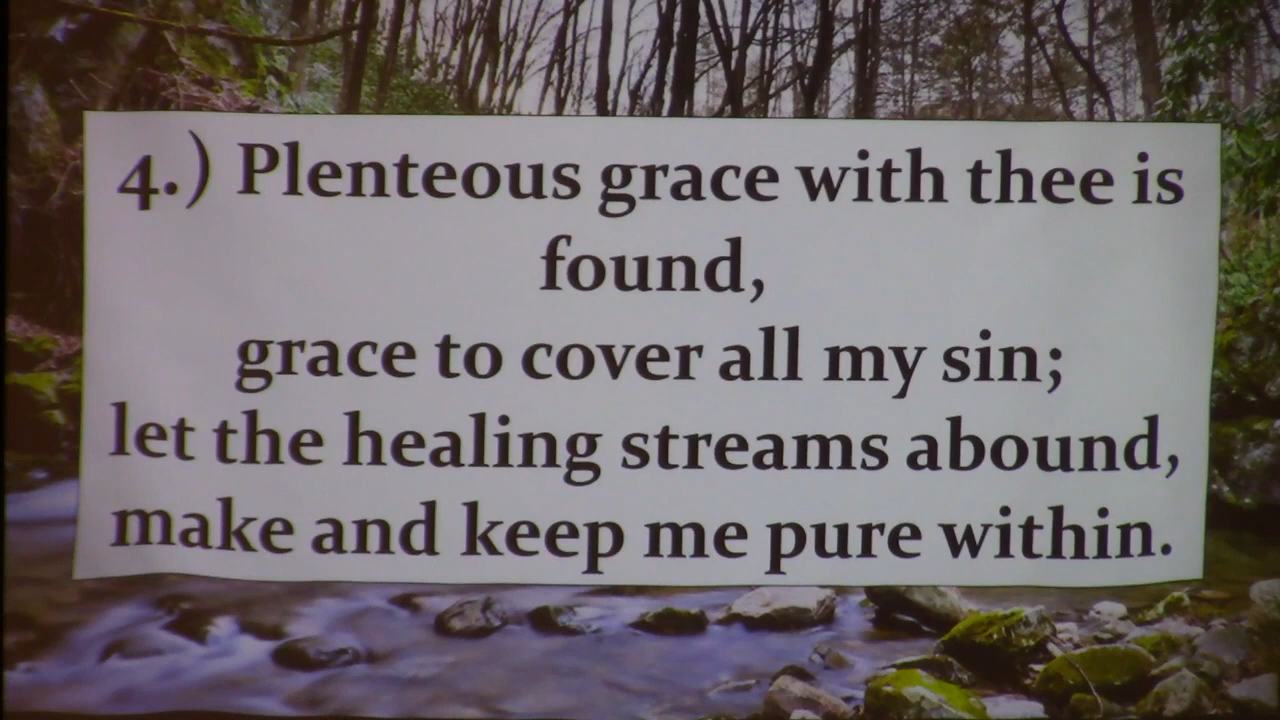 4.) Plenteous grace with thee is
found,
grace to cover all my sin;
let the healing streams abound,
make and keep me pure within.